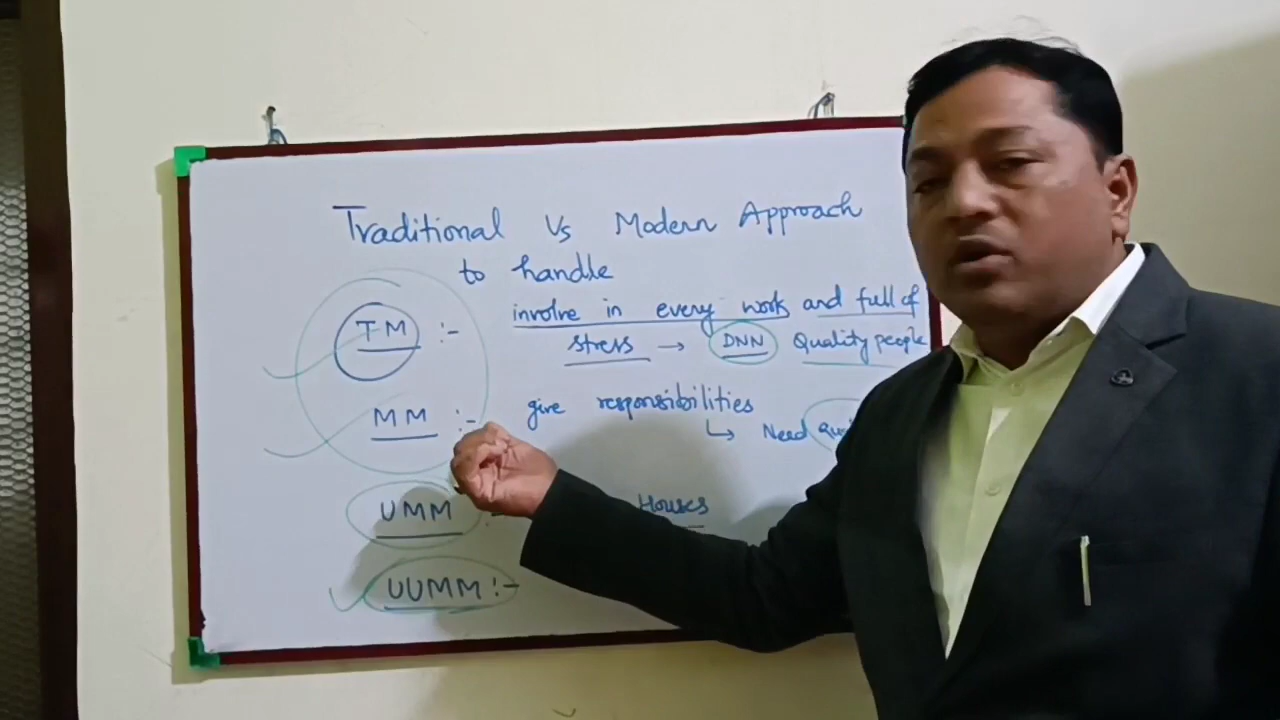 Traditional Vs Modern Approach
to handle
TM :- involve in every work and full of
stress → DNN Quality people
MM :- give responsibilities
↳ Need
UMM :- Houses
UUMM :-